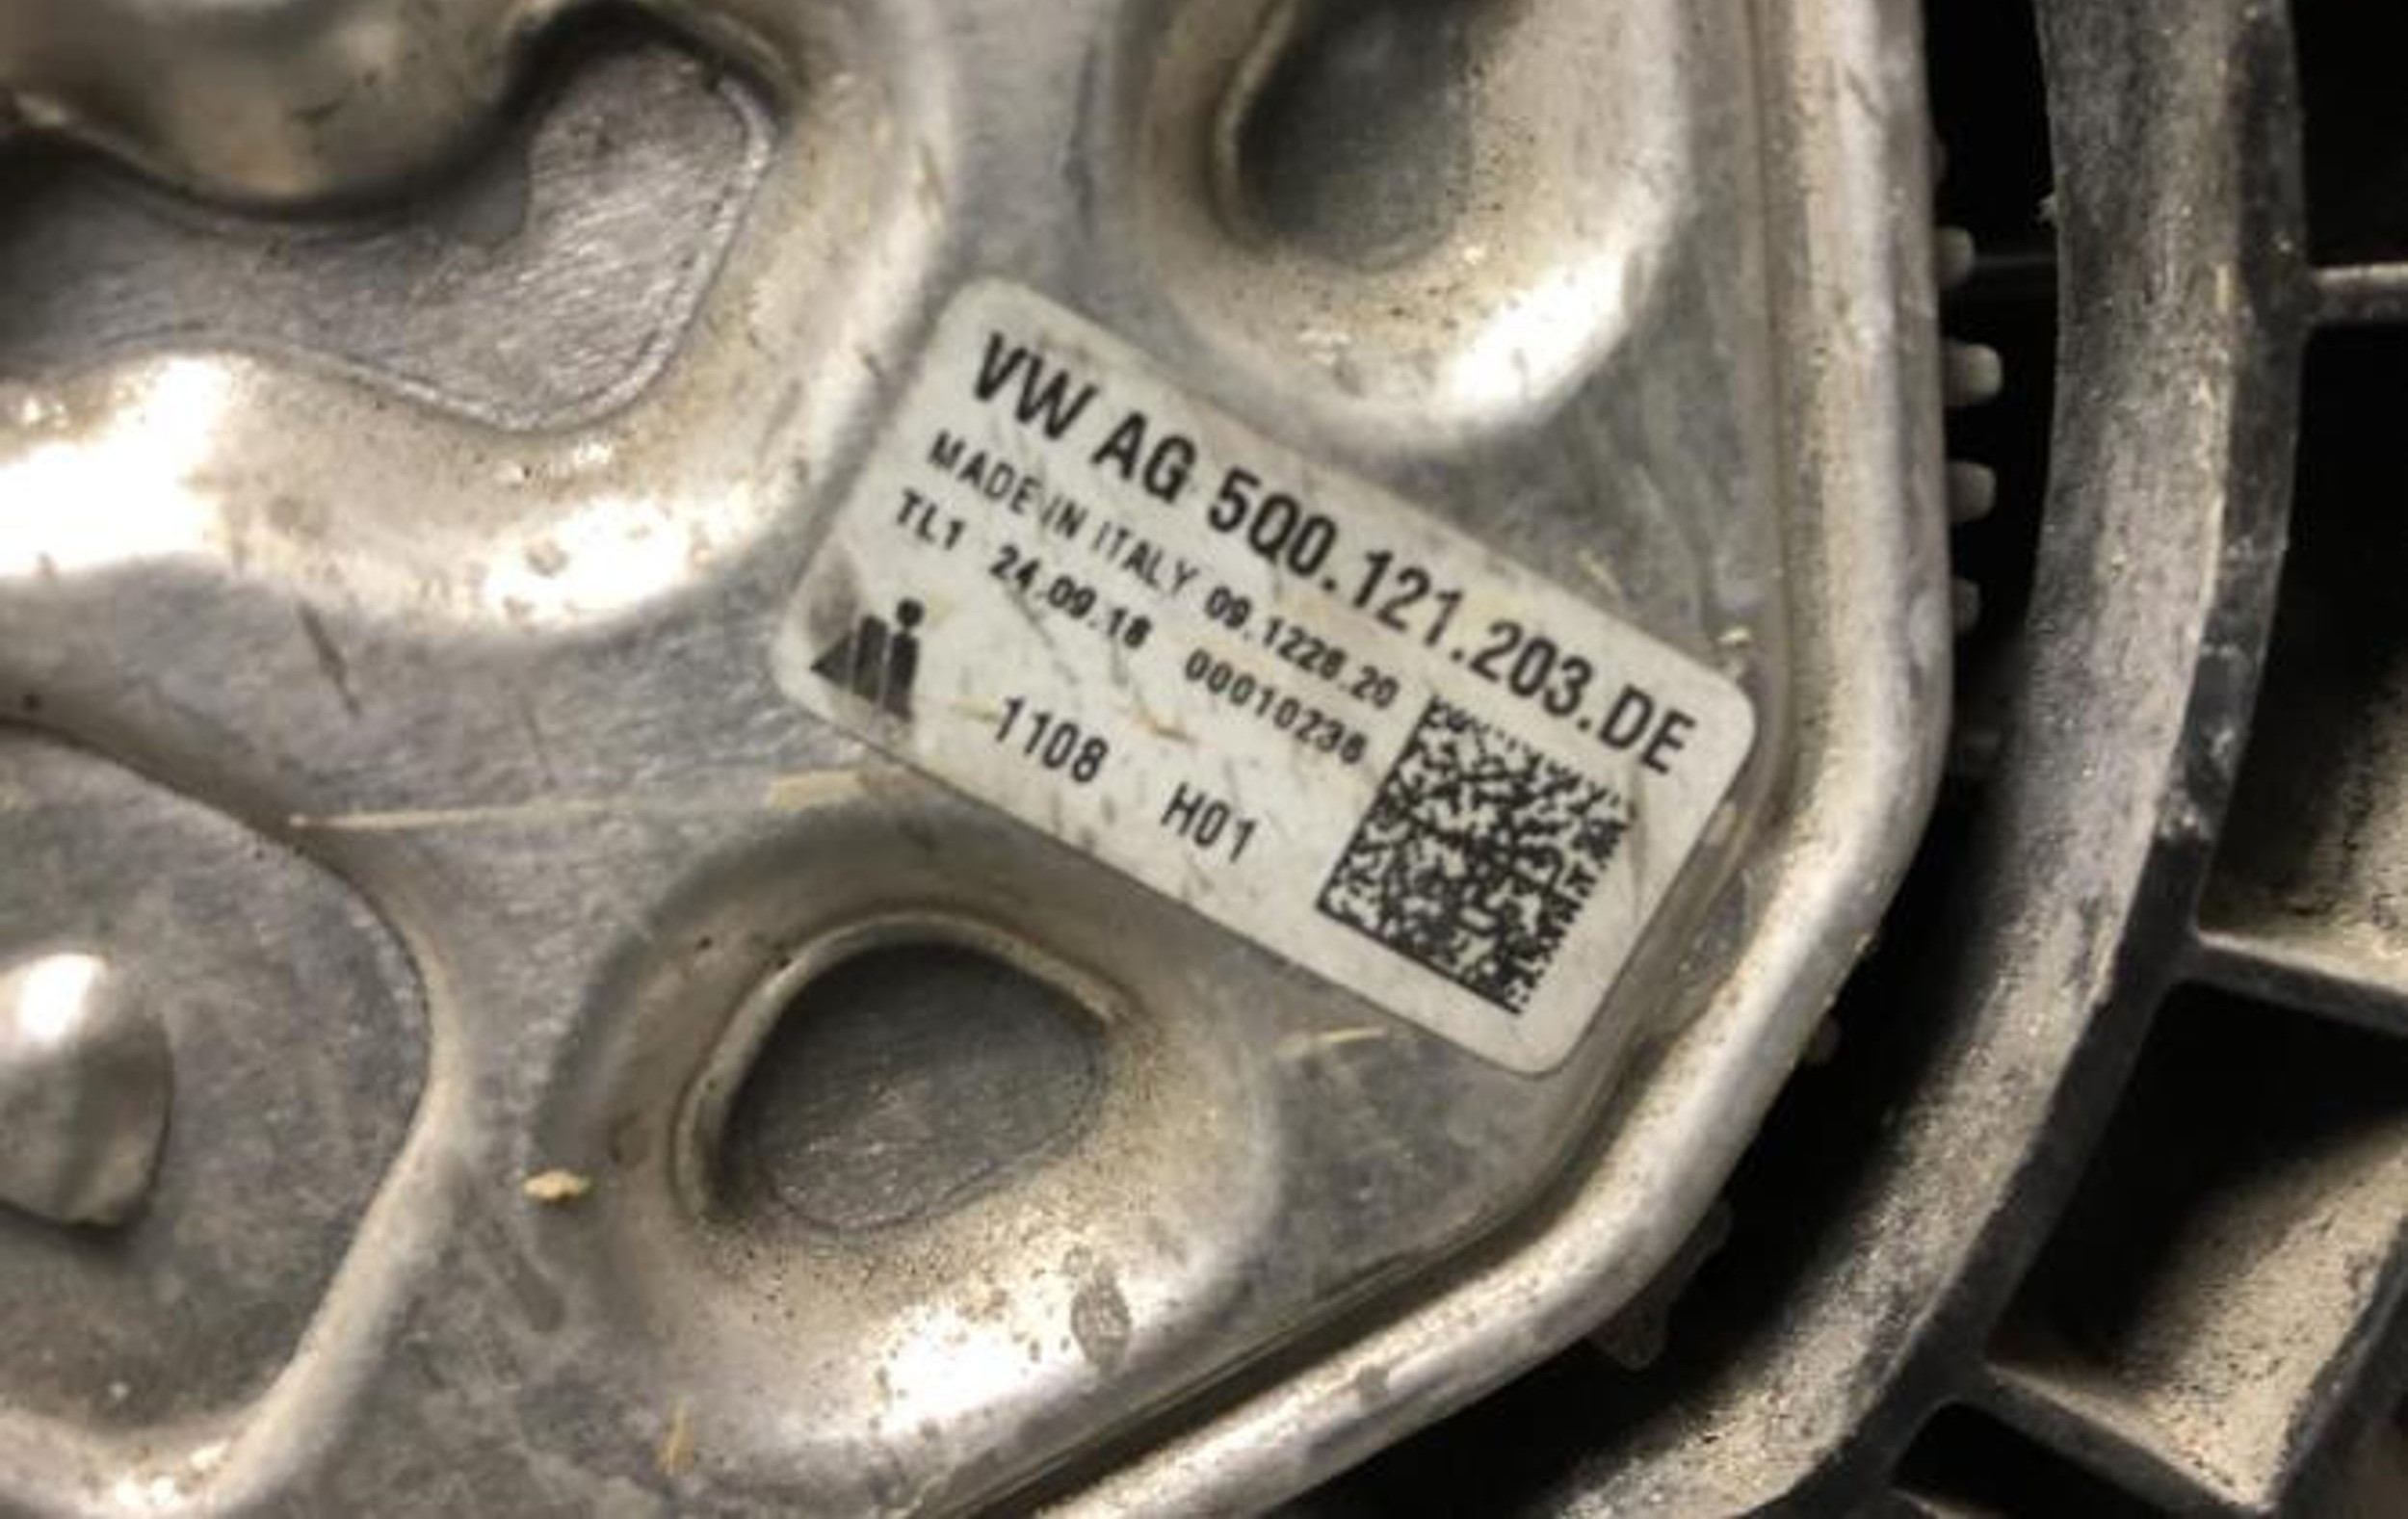 VW AG 5Q0.121.203.DE
MADE IN ITALY 09.1228.20
TL1 24.09.18 00010236
1108 H01